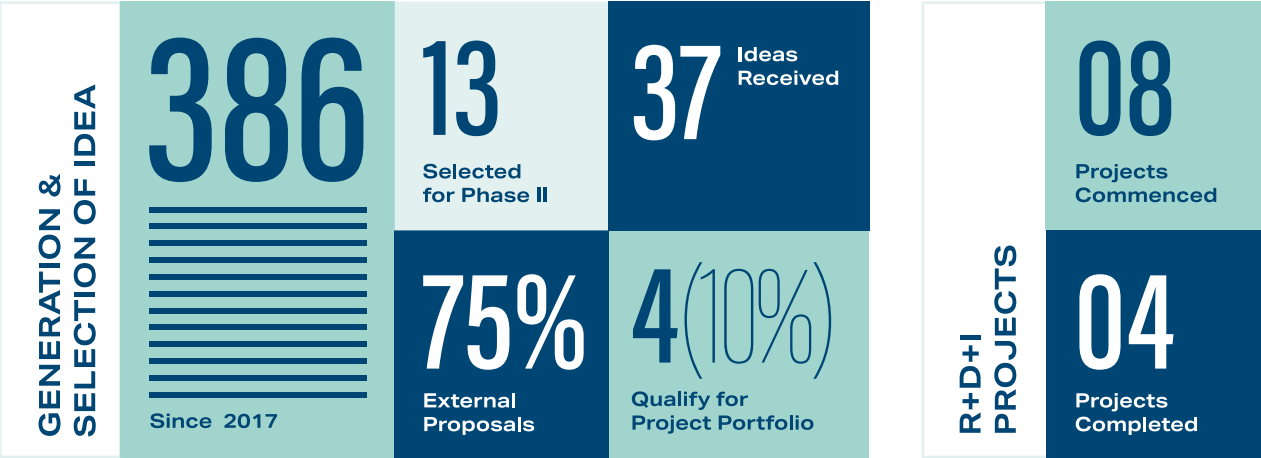 GENERATION &
SELECTION OF IDEA
386
Since 2017
13
Selected
for Phase II
37
Ideas
Received
75%
External
Proposals
4(10%)
Qualify for
Project Portfolio
R+D+I
PROJECTS
08
Projects
Commenced
04
Projects
Completed